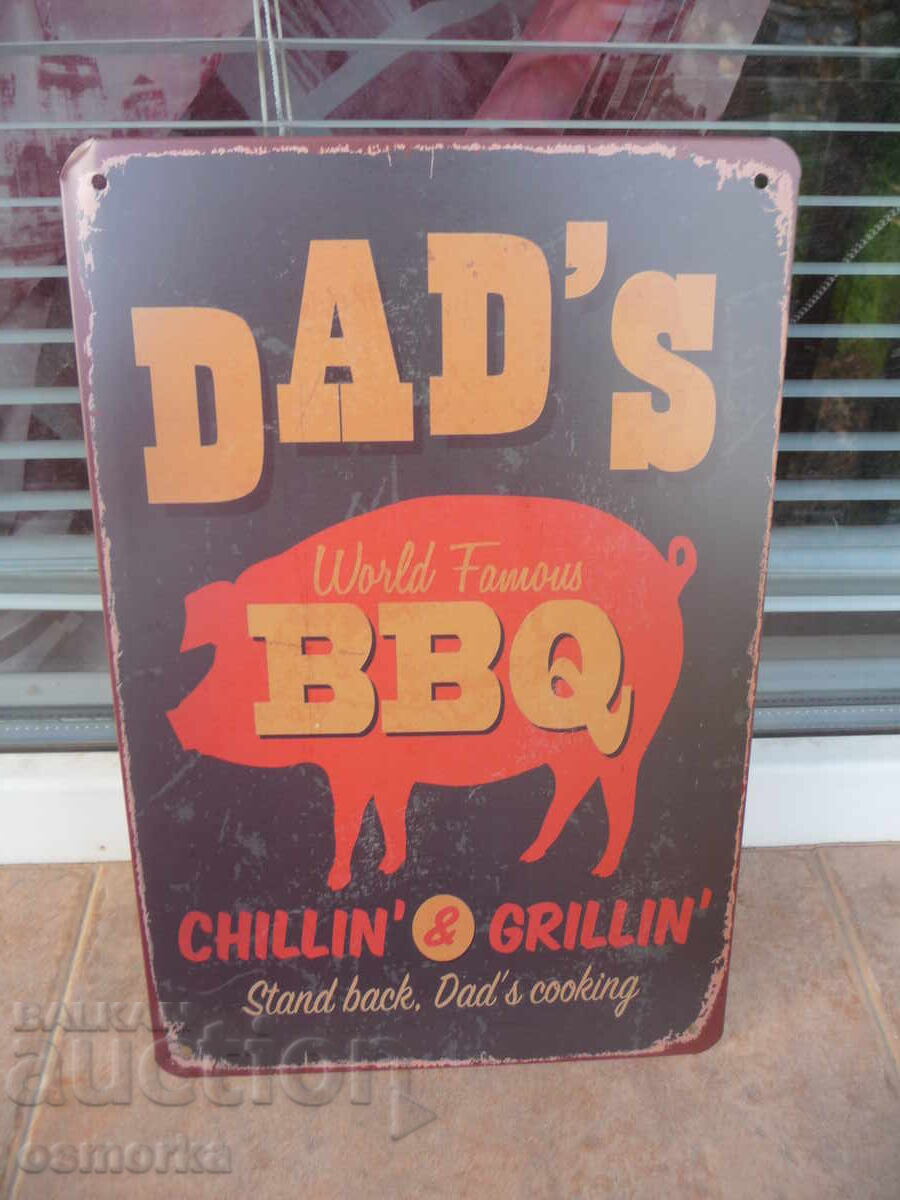 DAD'S
World Famous
BBQ
CHILLIN' & GRILLIN'
Stand back, Dad's cooking
BALKAN
auction
osmorka